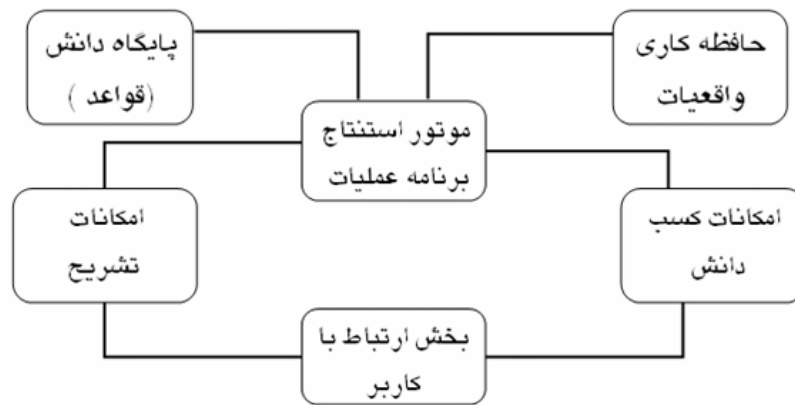 حافظه کاری
واقعیات
پایگاه دانش
(قواعد )
موتور استنتاج
برنامه عملیات
امکانات کسب
دانش
امکانات
تشریح
بخش ارتباط با
کاربر